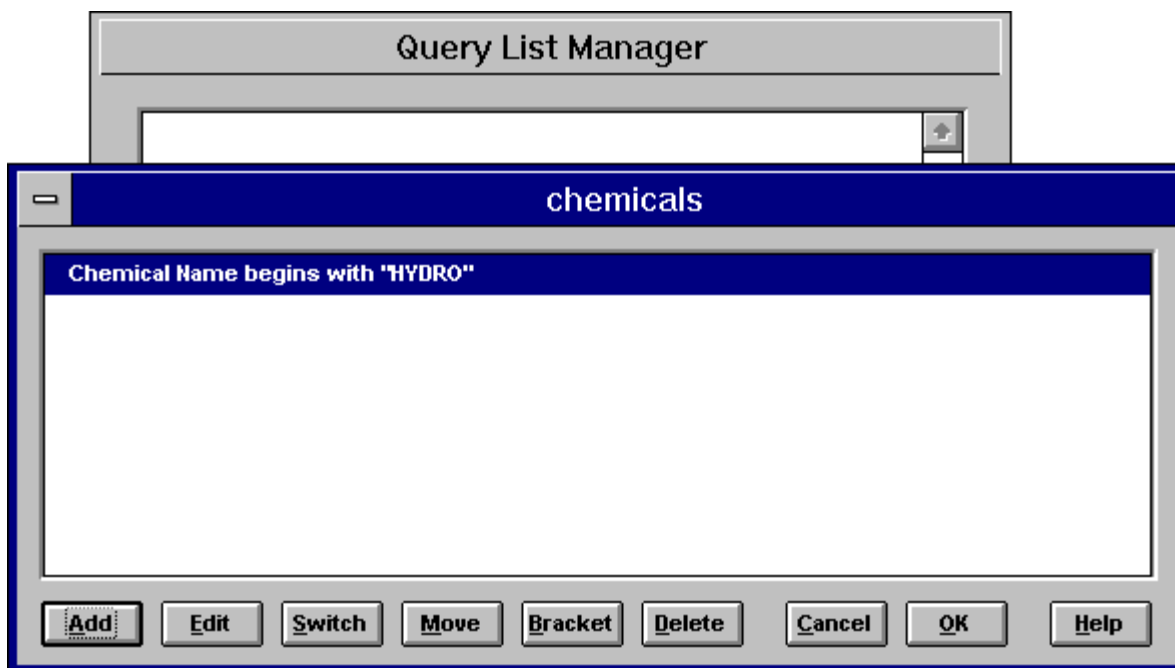 Query List Manager
chemicals
Chemical Name begins with "HYDRO"
Add Edit Switch Move Bracket Delete Cancel OK Help